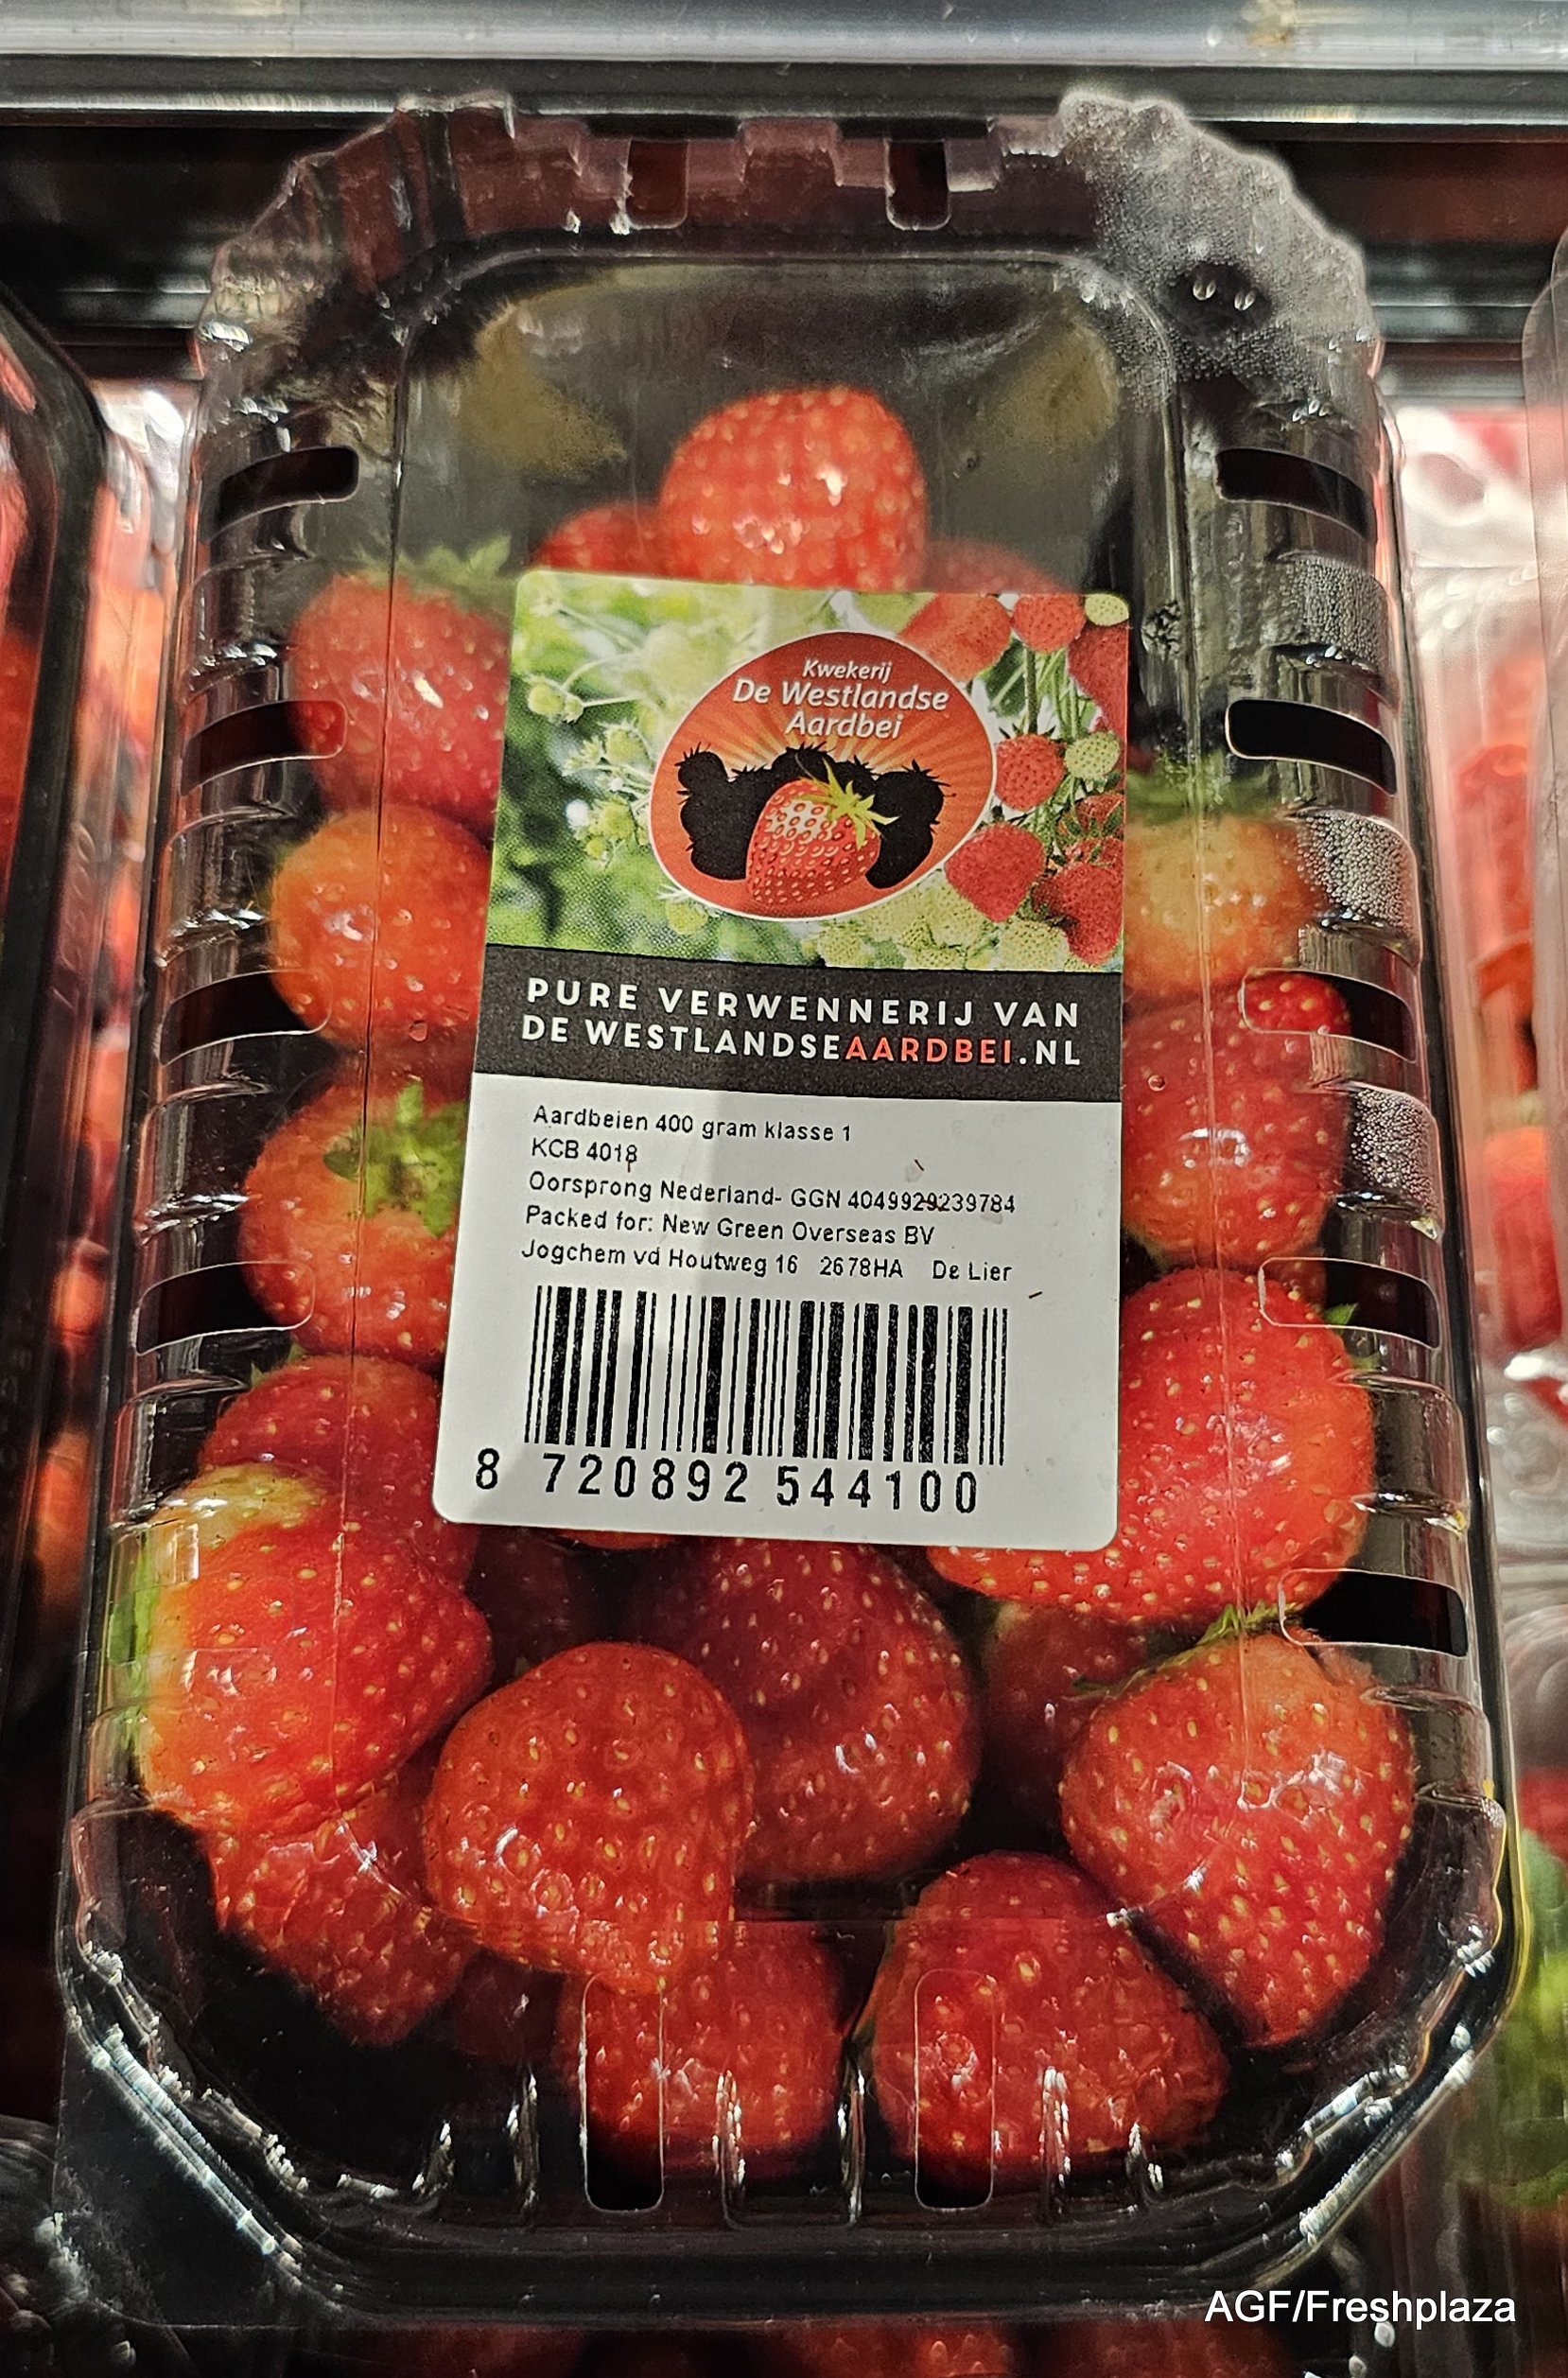 Kwekerij
De Westlandse
Aardbei
PURE VERWENNERIJ VAN
DE WESTLANDSEAARDBEI.NL
Aardbeien 400 gram klasse 1
KCB 4018
Oorsprong Nederland- GGN 4049929239784
Packed for: New Green Overseas BV
Jogchem vd Houtweg 16 2678HA De Lier
8 720892 544100
AGF/Freshplaza